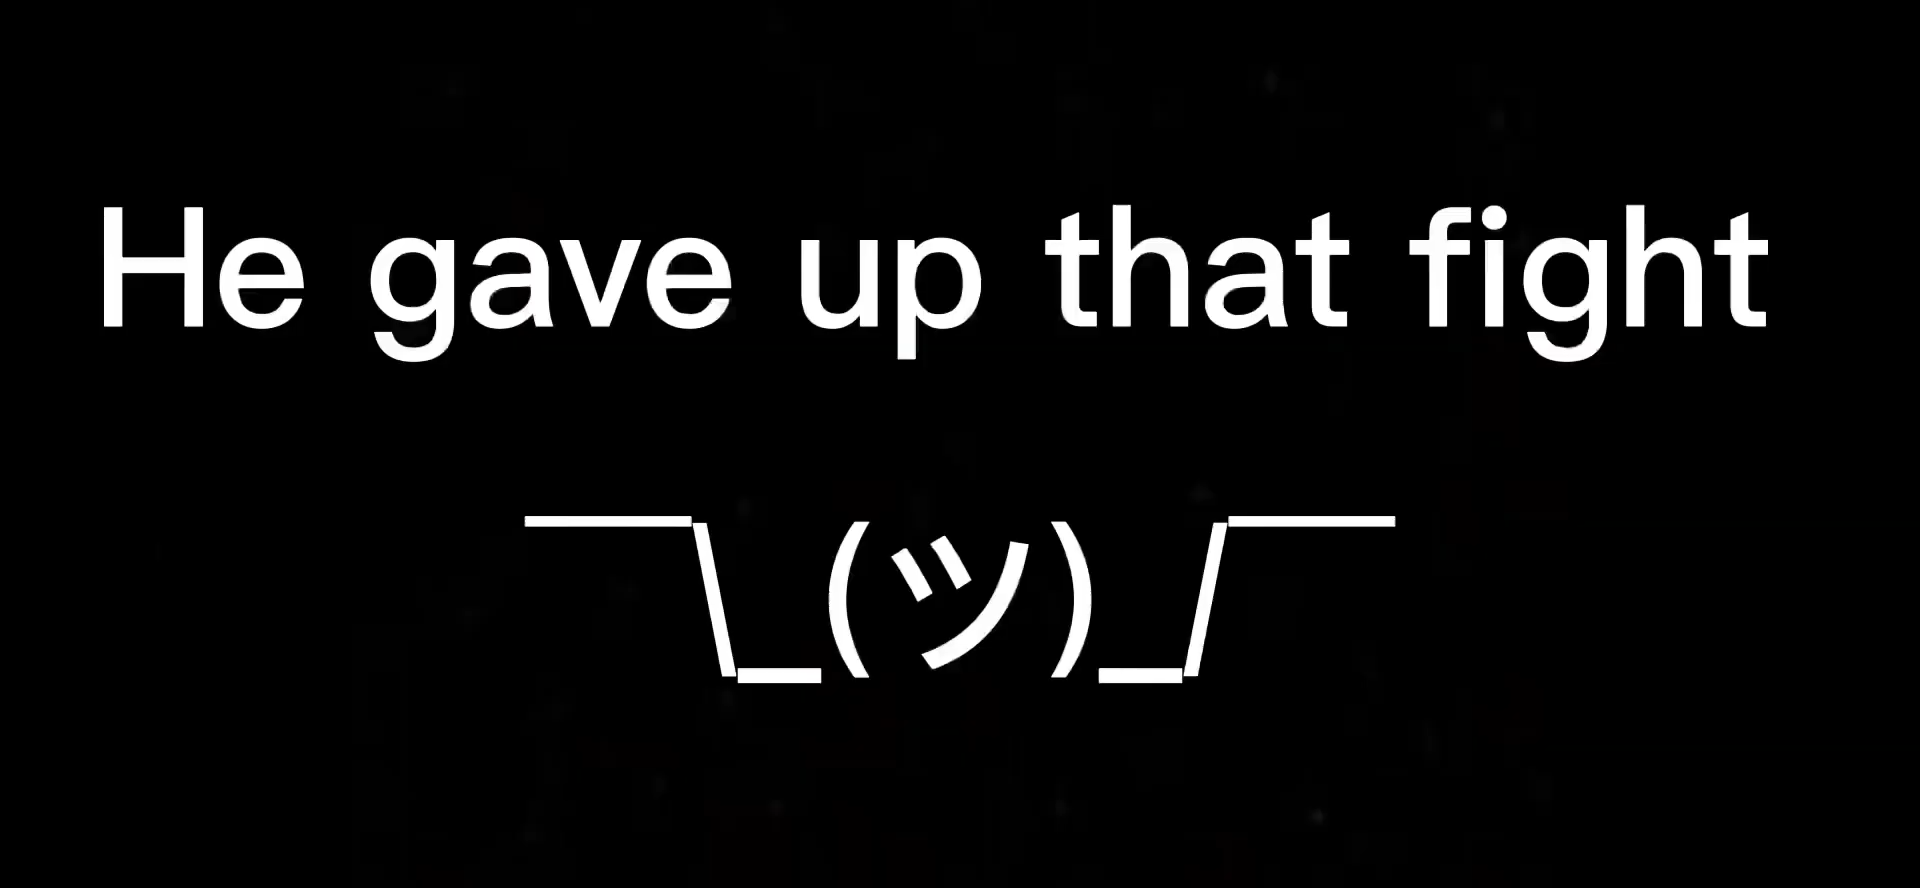 He gave up that fight
￣\_(ツ)_/￣